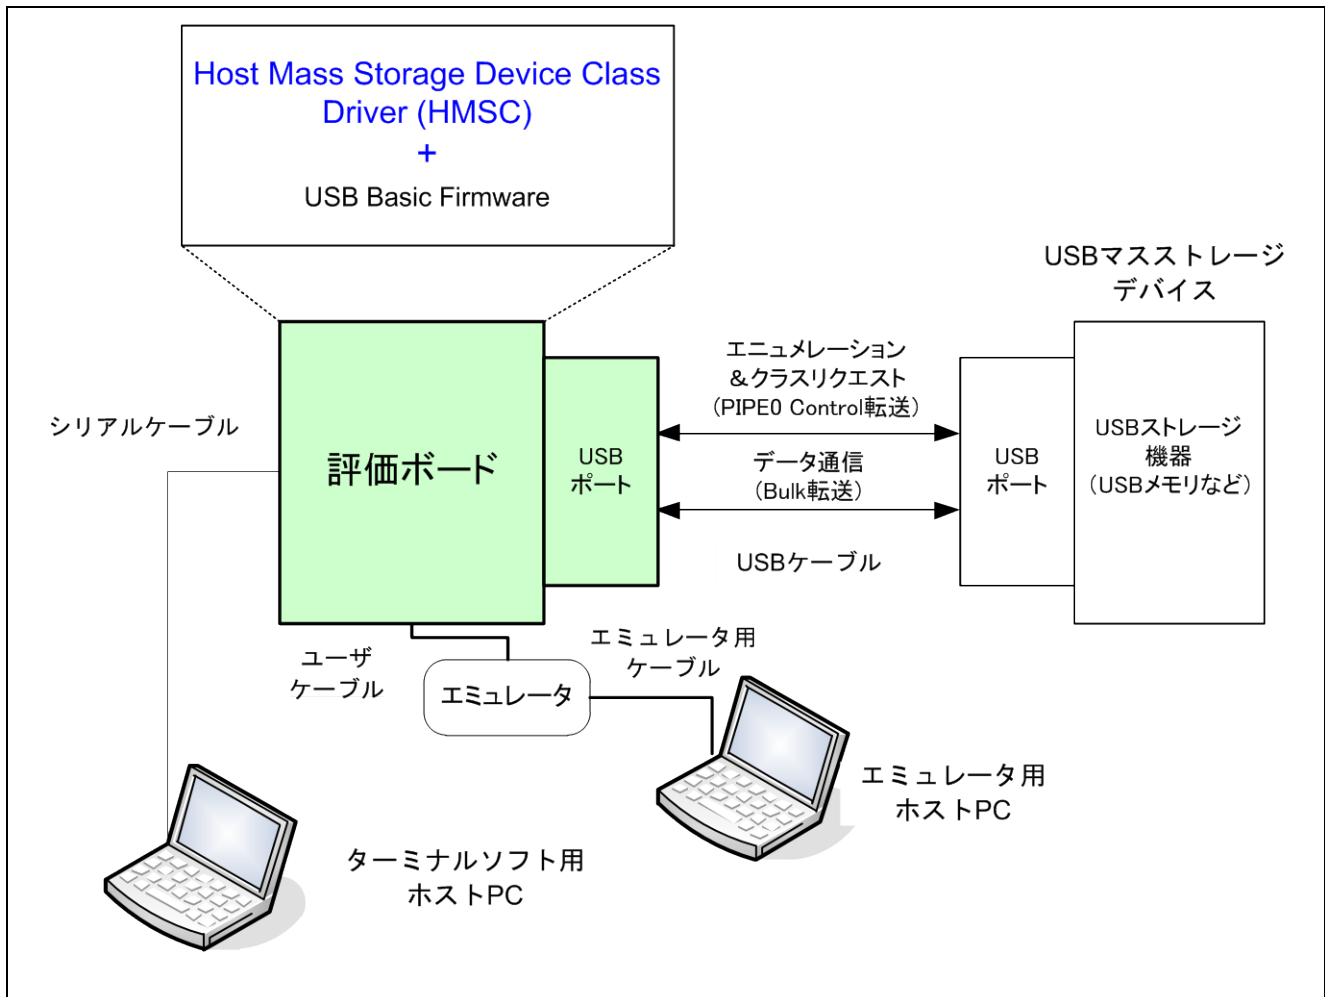 Host Mass Storage Device Class
Driver (HMSC)
+
USB Basic Firmware
USBマスストレージ
デバイス
エニュメレーション
＆クラスリクエスト
(PIPE0 Control転送)
シリアルケーブル
評価ボード
USB
ポート
データ通信
(Bulk転送)
USB
ポート
USBストレージ
機器
(USBメモリなど)
USBケーブル
ユーザ
ケーブル
エミュレータ
エミュレータ用
ケーブル
エミュレータ用
ホストPC
ターミナルソフト用
ホストPC